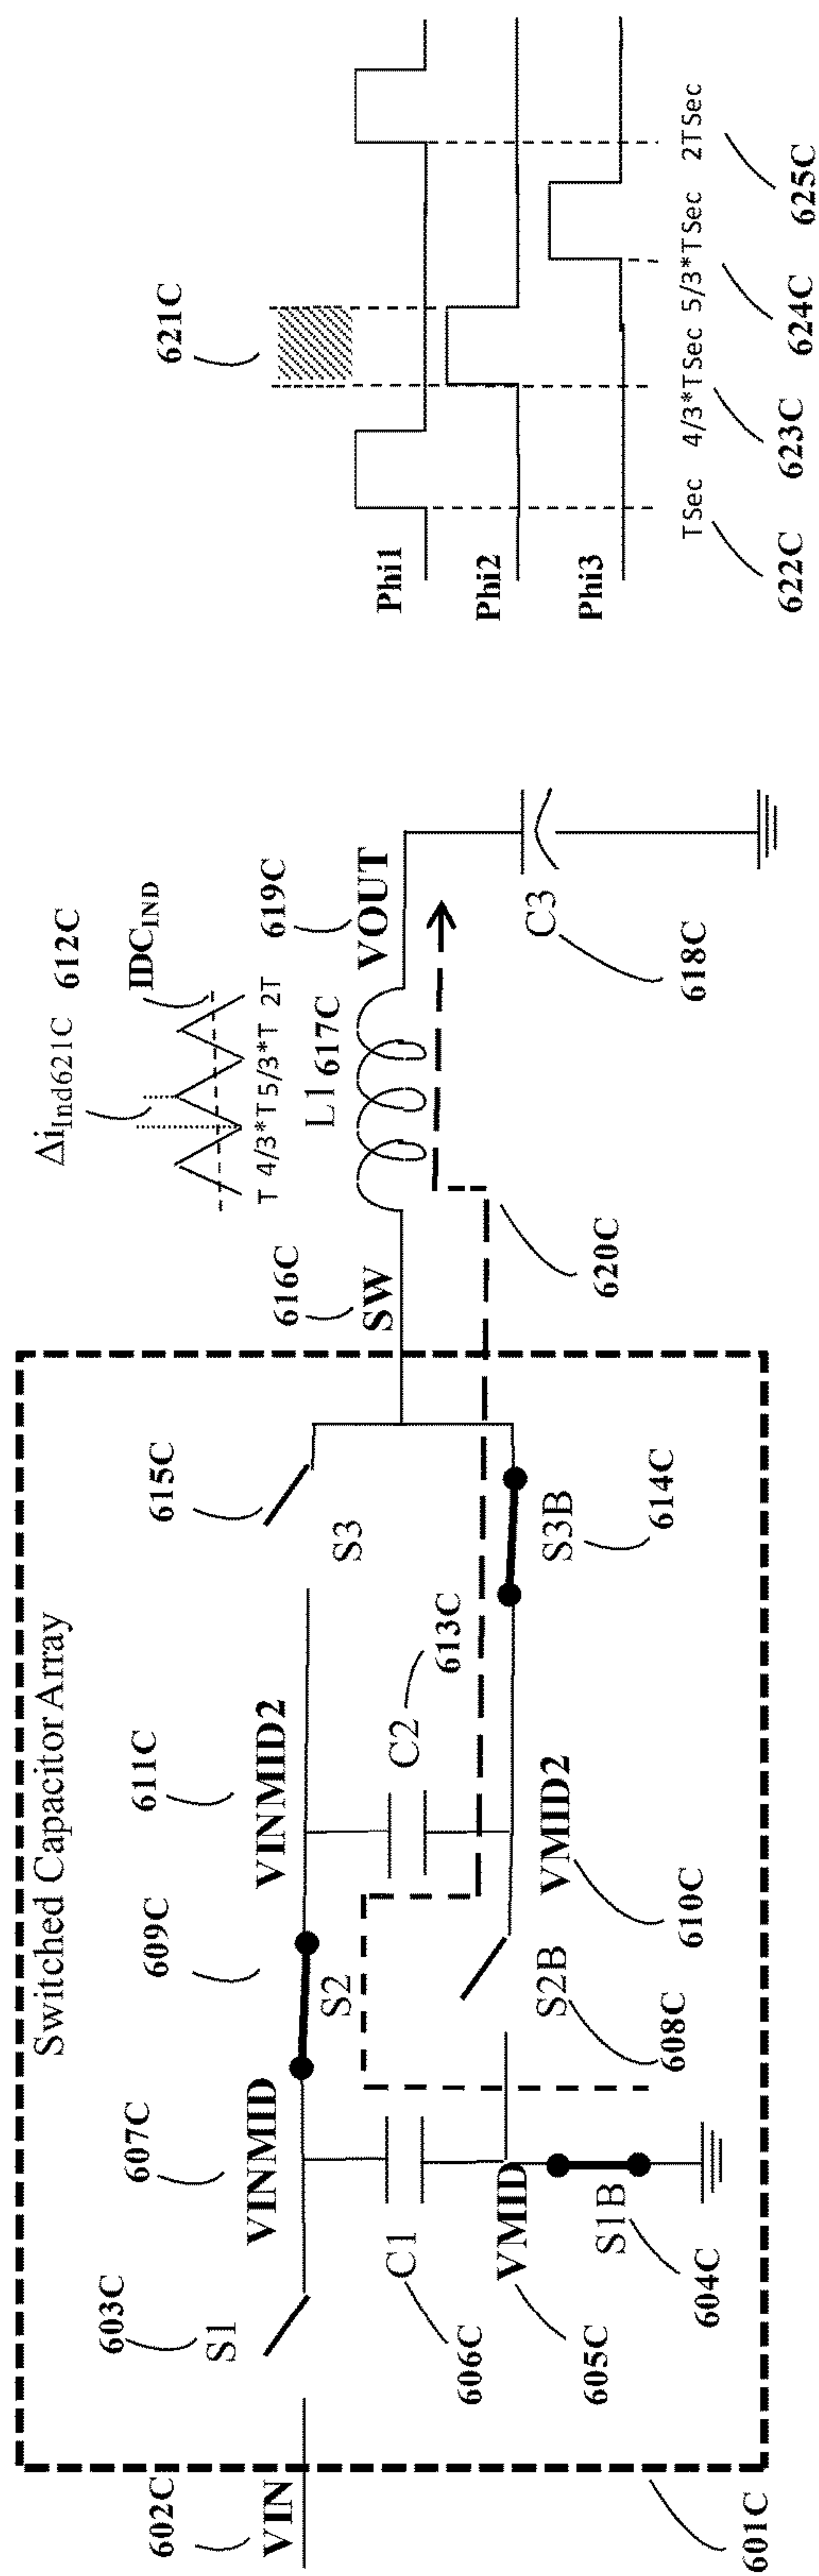 Switched Capacitor Array
602C
VIN
603C
S1
607C
VINMID
609C
S2
611C
VINMID2
615C
S3
616C
SW
ΔiInd621C
612C
IDCIND
T 4/3*T5/3*T 2T
L1
617C
619C
VOUT
C1
606C
VMID
605C
S1B
604C
S2B
608C
C2
613C
VMID2
610C
S3B
614C
620C
C3
618C
601C
621C
Phi1
Phi2
Phi3
TSec 4/3*TSec 5/3*TSec 2TSec
622C
623C
624C
625C